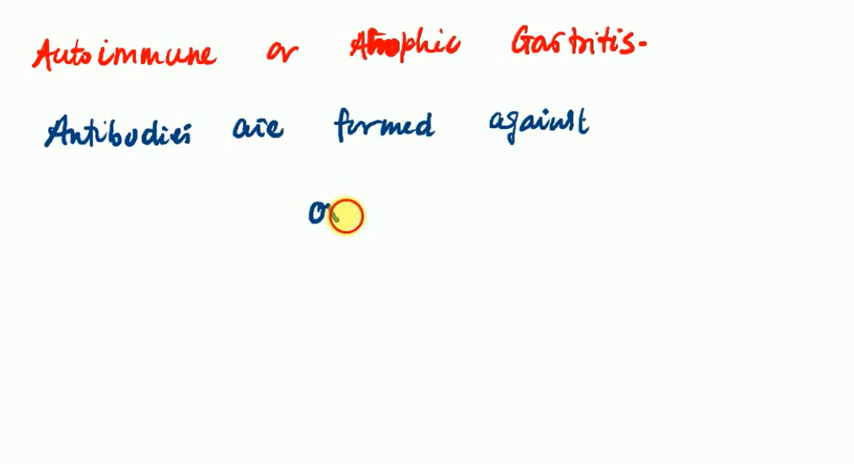 Autoimmune or Atrophic Gastritis.
Antibodies are formed against